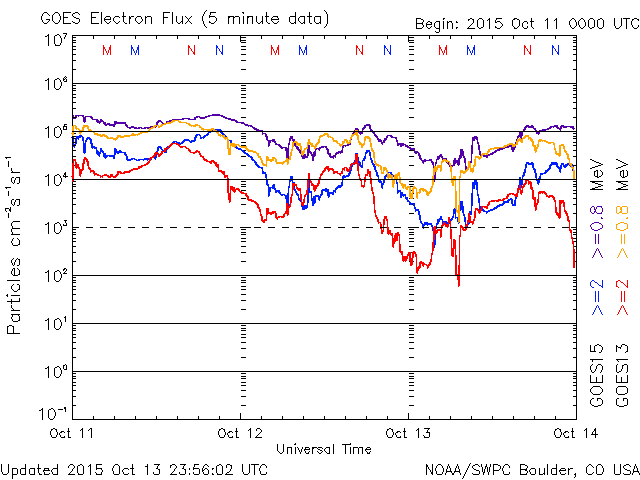 GOES Electron Flux (5 minute data)
Begin: 2015 Oct 11 0000 UTC
M M N N M M N N M M N N
10^7
10^6
10^5
10^4
10^3
10^2
10^1
10^0
10^-1
Particles cm^-2 s^-1 sr^-1
Oct 11 Oct 12 Oct 13 Oct 14
Universal Time
GOES15 >=2 >=0.8 MeV
GOES13 >=2 >=0.8 MeV
Updated 2015 Oct 13 23:56:02 UTC
NOAA/SWPC Boulder, CO USA